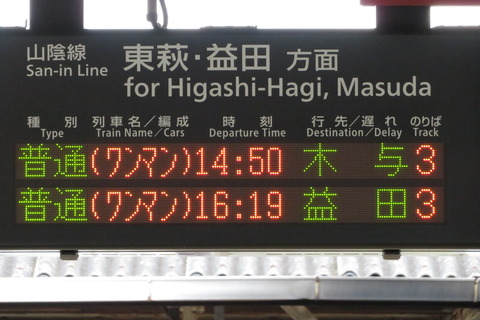 山陰線
San-in Line
東萩・益田 方面
for Higashi-Hagi, Masuda
種別 列車名/編成 時刻 行先/遅れ のりば
Type Train Name/Cars Departure Time Destination/Delay Track
普通(ワンマン)14:50 木与3
普通(ワンマン)16:19 益田3